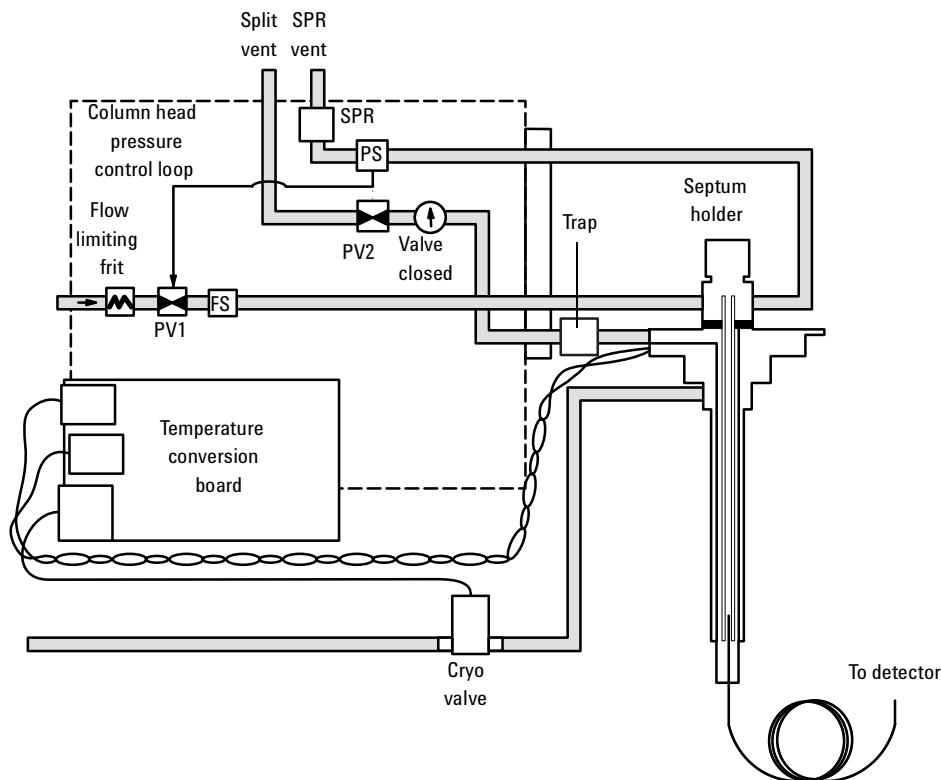 Split
vent
SPR
vent
Column head
pressure
control loop
SPR
PS
Flow
limiting
frit
PV2
Valve
closed
Trap
Septum
holder
PV1
FS
Temperature
conversion
board
Cryo
valve
To detector